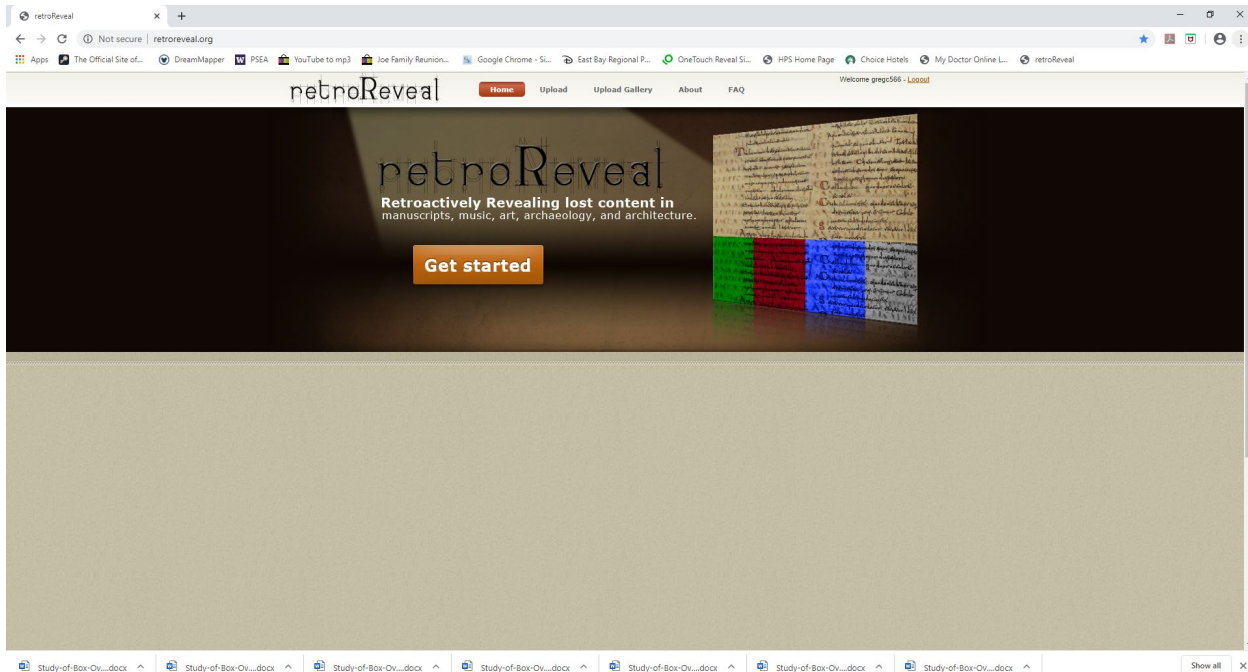 retroReveal
Not secure | retroreveal.org
Apps The Official Site of... DreamMapper PSEA YouTube to mp3 Joe Family Reunion... Google Chrome - Si... East Bay Regional P... OneTouch Reveal Si... HPS Home Page Choice Hotels My Doctor Online L... retroReveal
retroReveal Home Upload Upload Gallery About FAQ Welcome gregc566 - Logout
retroReveal
Retroactively Revealing lost content in
manuscripts, music, art, archaeology, and architecture.
Get started
Study-of-Box-Ov....docx Study-of-Box-Ov....docx Study-of-Box-Ov....docx Study-of-Box-Ov....docx Study-of-Box-Ov....docx Study-of-Box-Ov....docx Study-of-Box-Ov....docx Show all